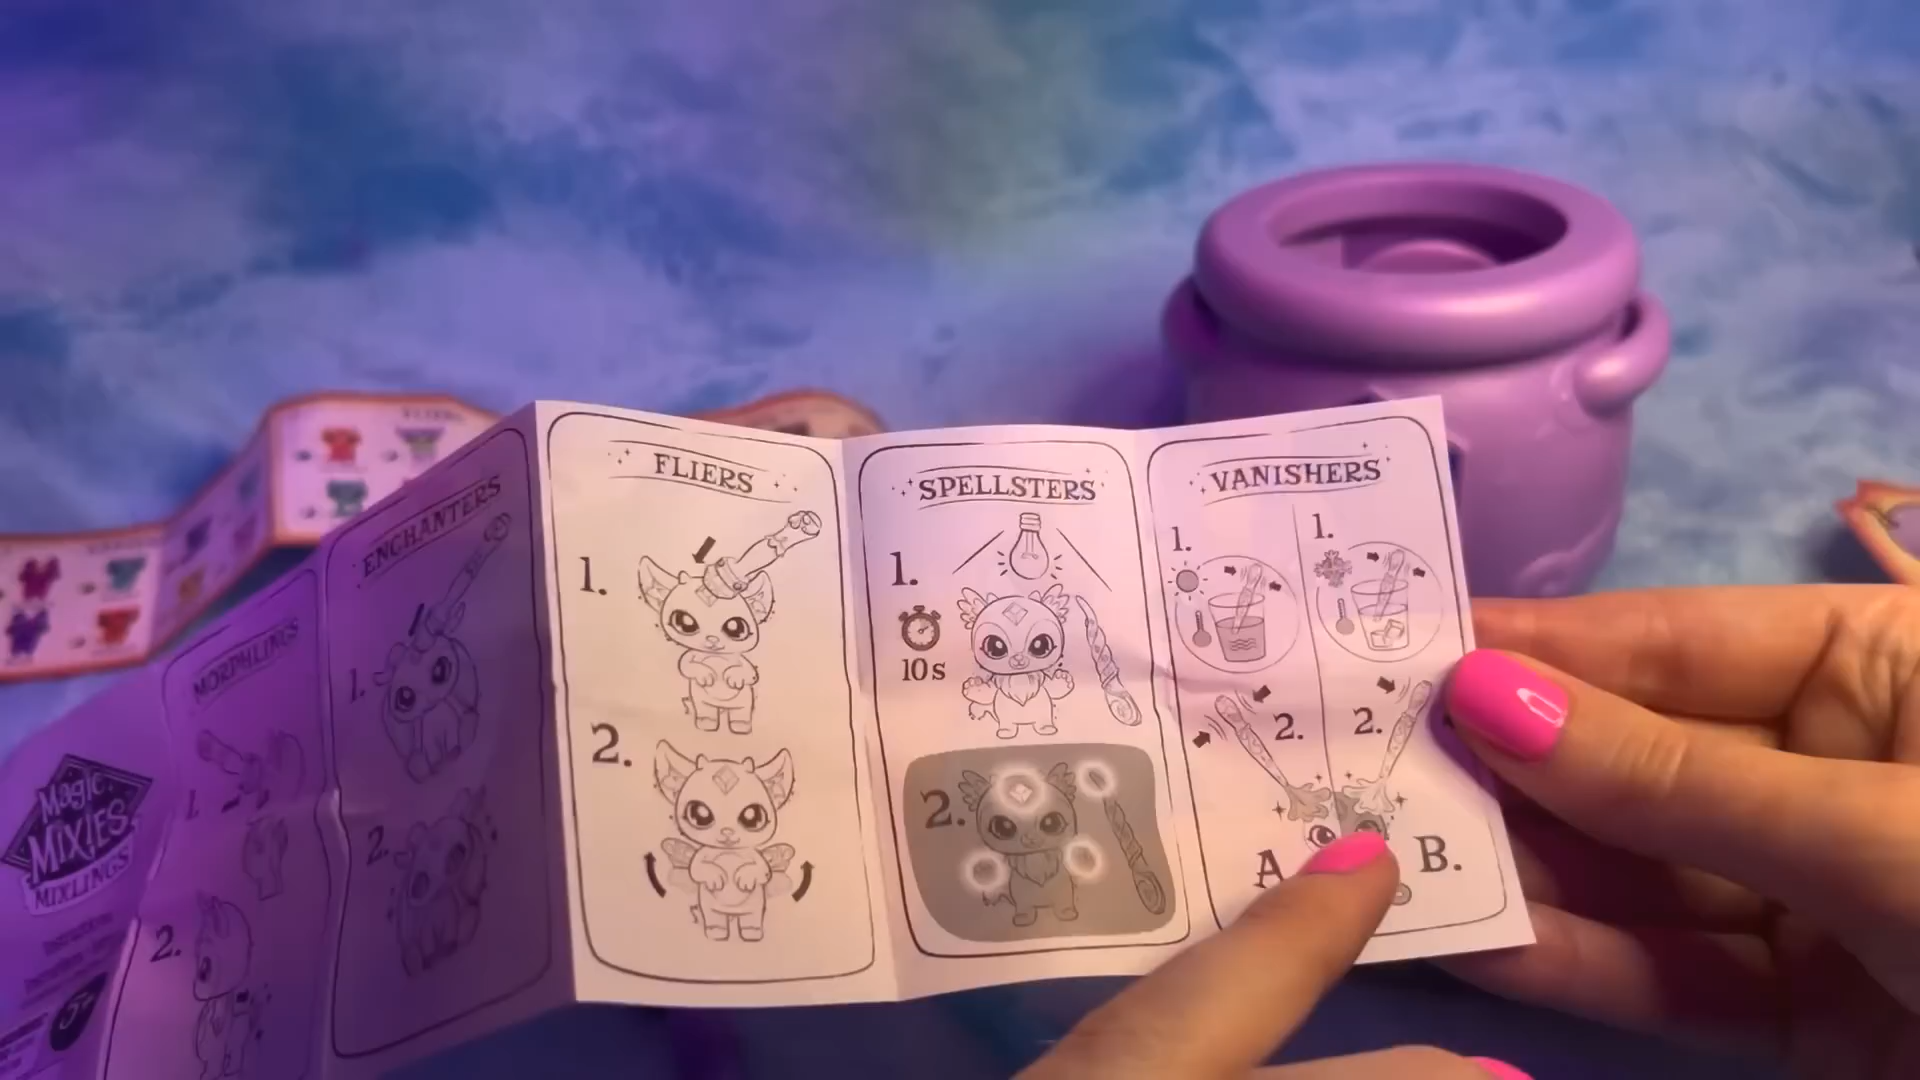 Magic
MIXIES
MIXLINGS
5+
MORPHLINGS
1.
2.
ENCHANTERS
1.
2.
FLIERS
1.
2.
SPELLSTERS
1.
10s
2.
VANISHERS
1.
1.
2.
2.
A
B.